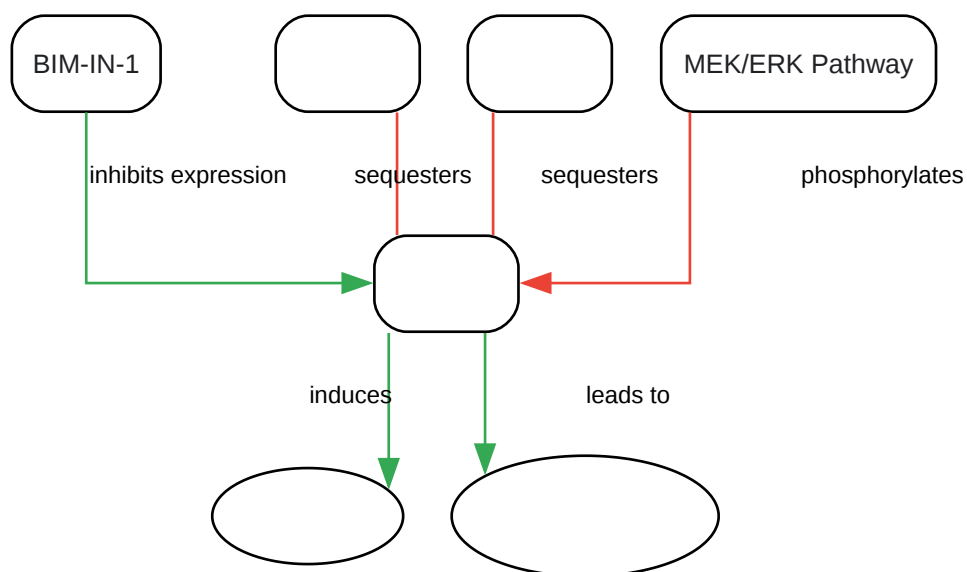 BIM-IN-1
MEK/ERK Pathway
inhibits expression
sequesters
sequesters
phosphorylates
induces
leads to